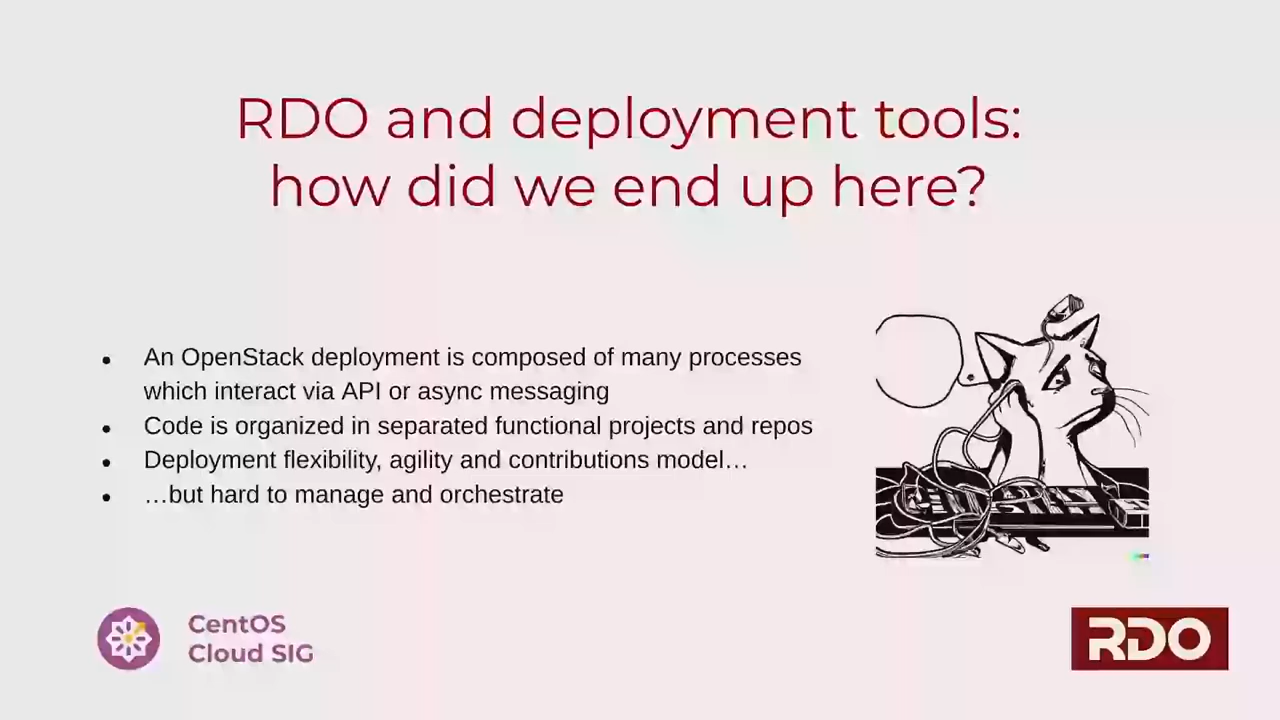 RDO and deployment tools:
how did we end up here?
• An OpenStack deployment is composed of many processes
which interact via API or async messaging
• Code is organized in separated functional projects and repos
• Deployment flexibility, agility and contributions model…
• …but hard to manage and orchestrate
CentOS
Cloud SIG
RDO